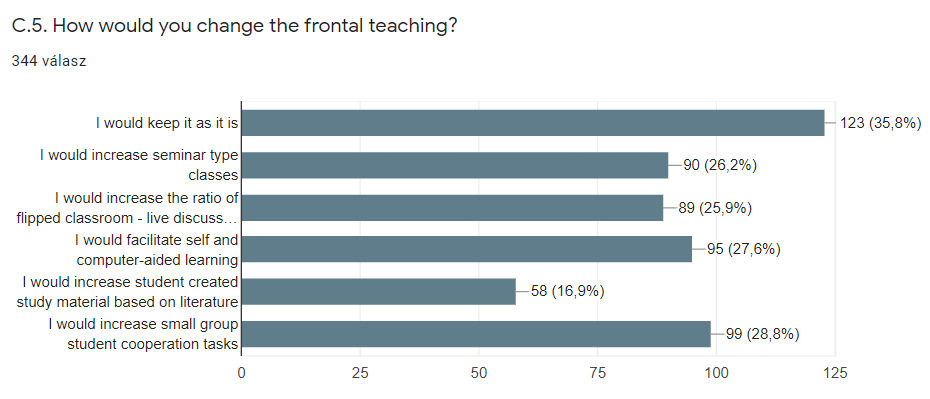 C.5. How would you change the frontal teaching?
344 válasz
I would keep it as it is
123 (35,8%)
I would increase seminar type
classes
90 (26,2%)
I would increase the ratio of
flipped classroom - live discuss...
89 (25,9%)
I would facilitate self and
computer-aided learning
95 (27,6%)
I would increase student created
study material based on literature
58 (16,9%)
I would increase small group
student cooperation tasks
99 (28,8%)
0 25 50 75 100 125